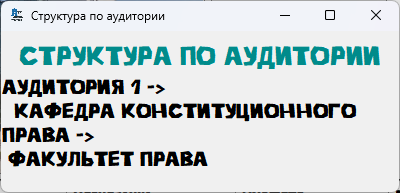 Структура по аудитории
СТРУКТУРА ПО АУДИТОРИИ
АУДИТОРИЯ 1 ->
КАФЕДРА КОНСТИТУЦИОННОГО
ПРАВА ->
ФАКУЛЬТЕТ ПРАВА